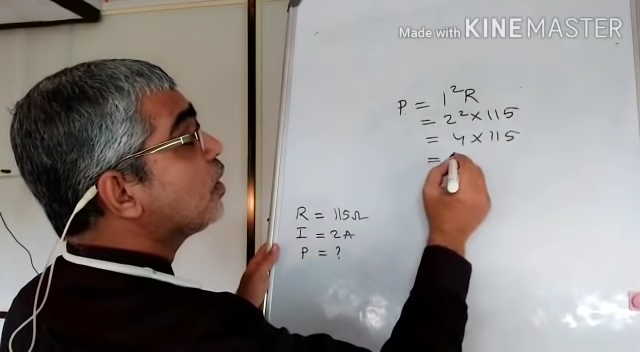 Made with KINEMASTER
P = I²R
= 2² × 115
= 4 × 115
=
R = 115Ω
I = 2A
P = ?